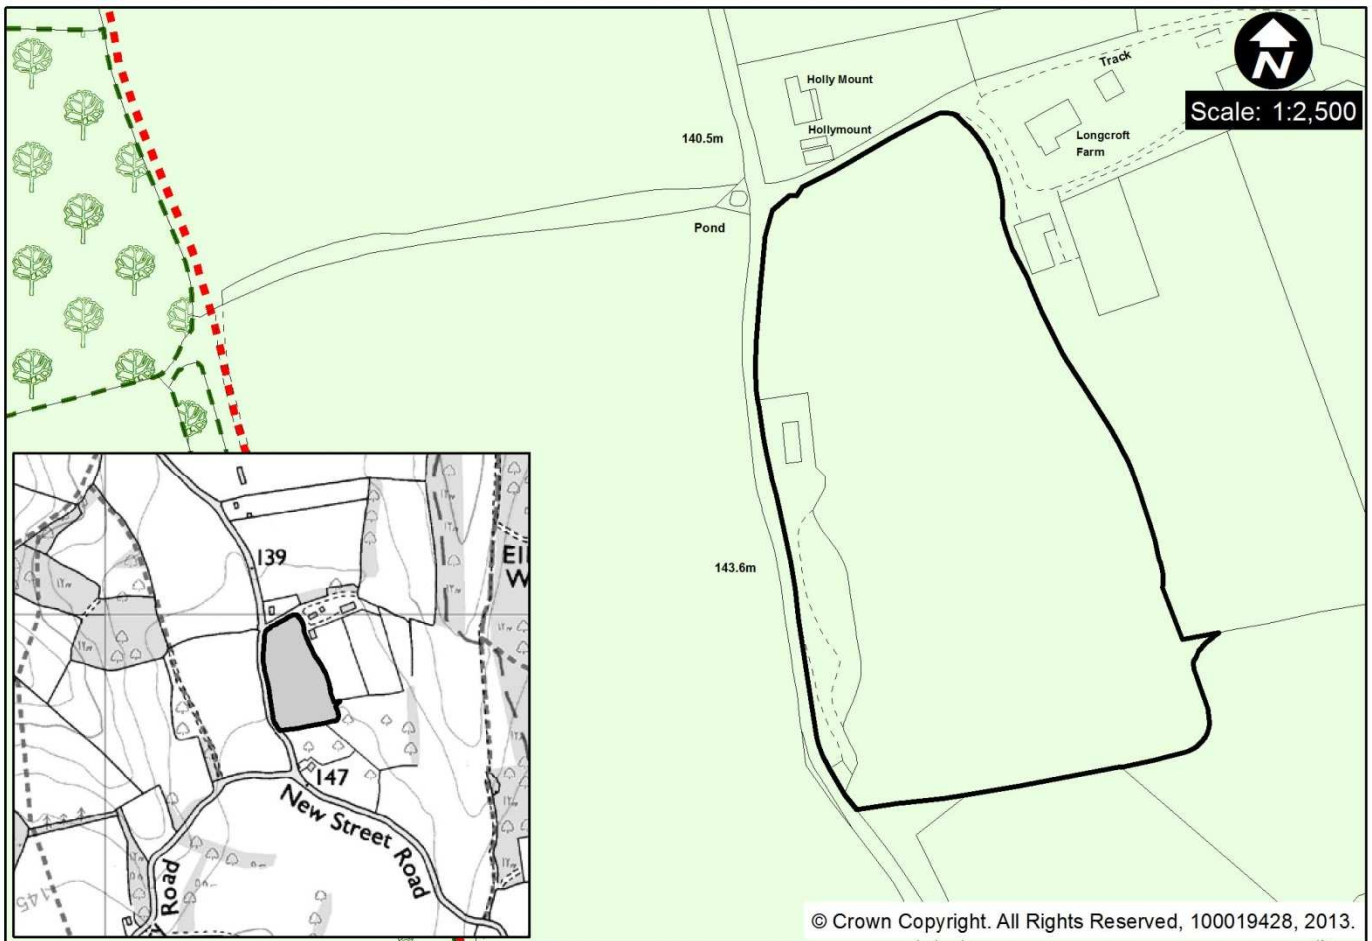 N
Scale: 1:2,500
Track
Holly Mount
Hollymount
140.5m
Longcroft
Farm
Pond
143.6m
139
147
New Street Road
Road
145
© Crown Copyright. All Rights Reserved, 100019428, 2013.